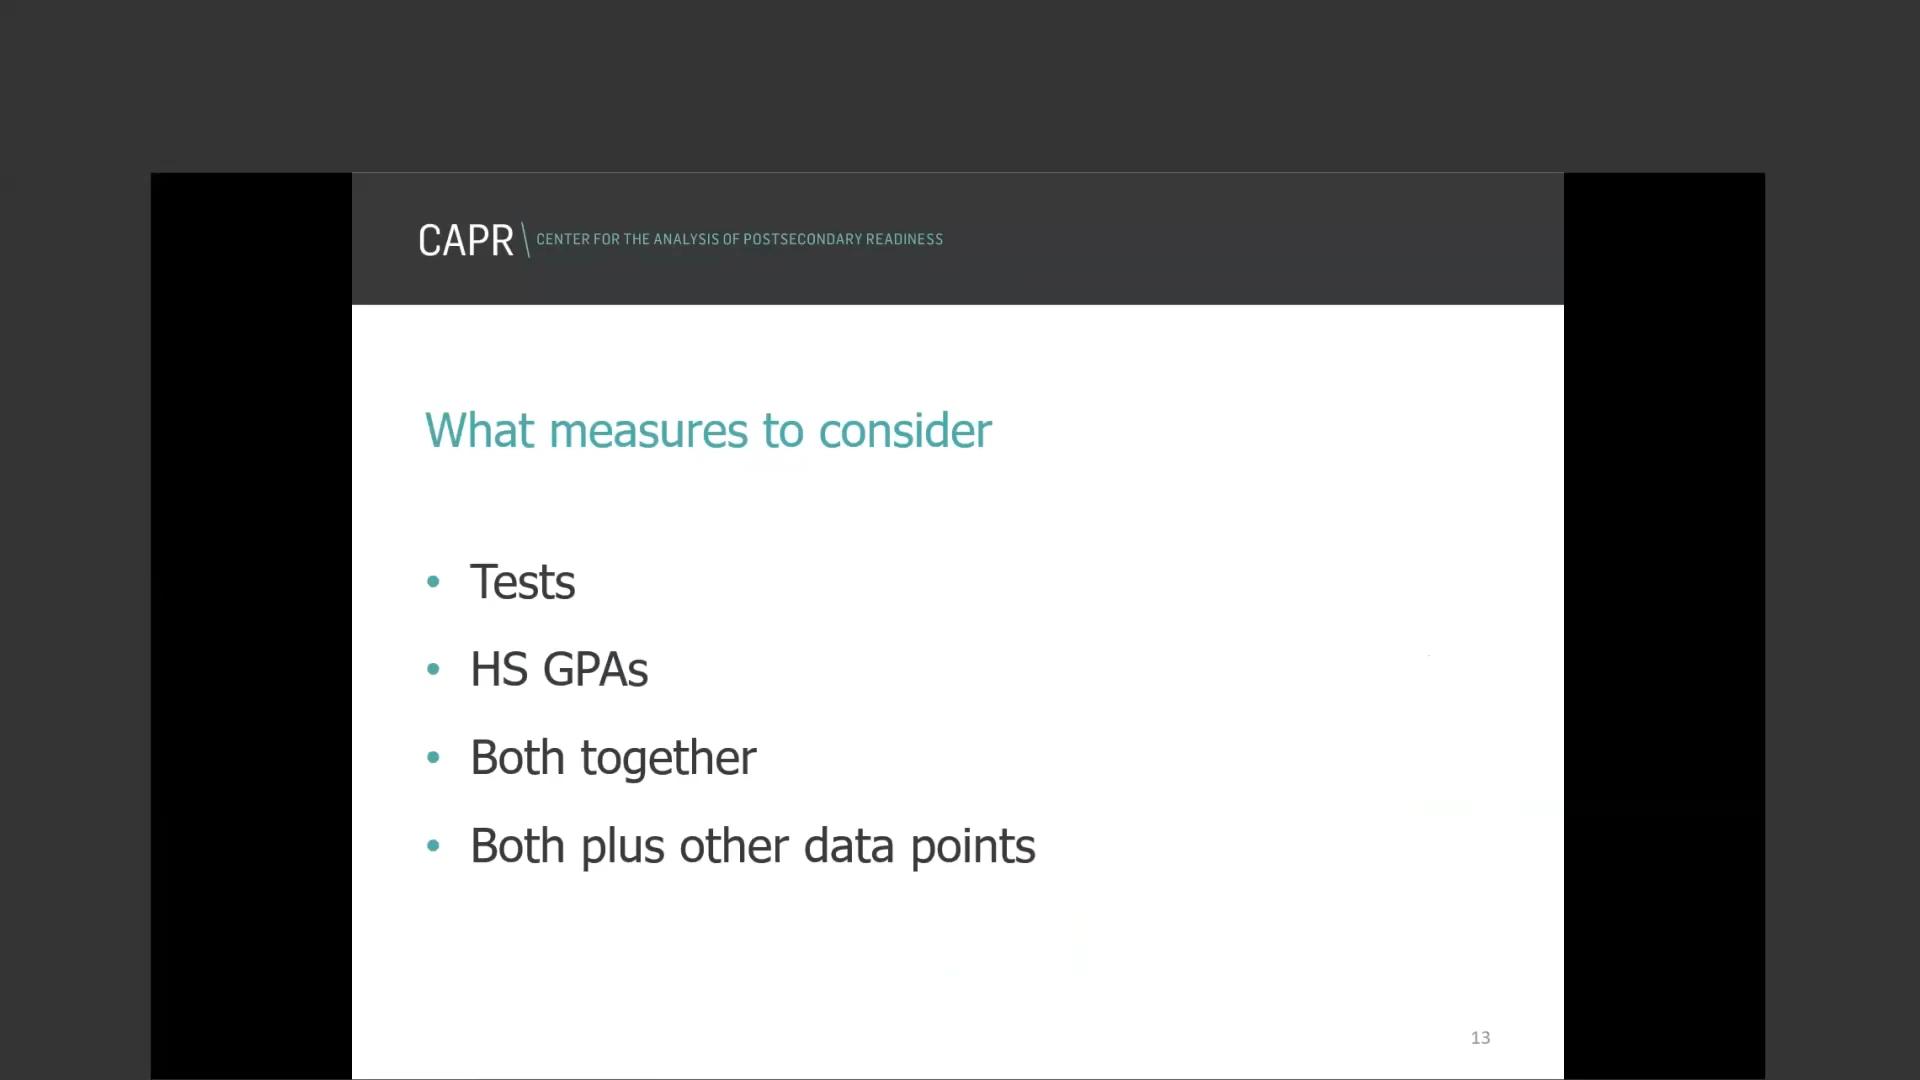 CAPR \ CENTER FOR THE ANALYSIS OF POSTSECONDARY READINESS
What measures to consider
• Tests
• HS GPAs
• Both together
• Both plus other data points
13